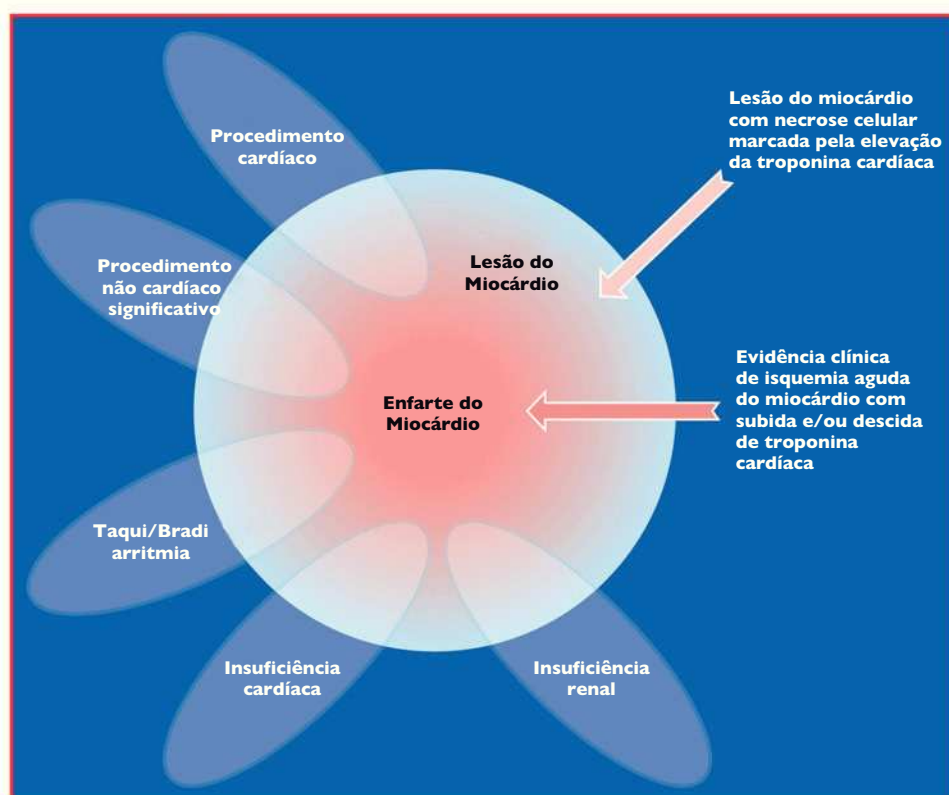 Procedimento
cardíaco
Lesão do miocárdio
com necrose celular
marcada pela elevação
da troponina cardíaca
Procedimento
não cardíaco
significativo
Lesão do
Miocárdio
Enfarte do
Miocárdio
Evidência clínica
de isquemia aguda
do miocárdio com
subida e/ou descida
de troponina
cardíaca
Taqui/Bradi
arritmia
Insuficiência
cardíaca
Insuficiência
renal